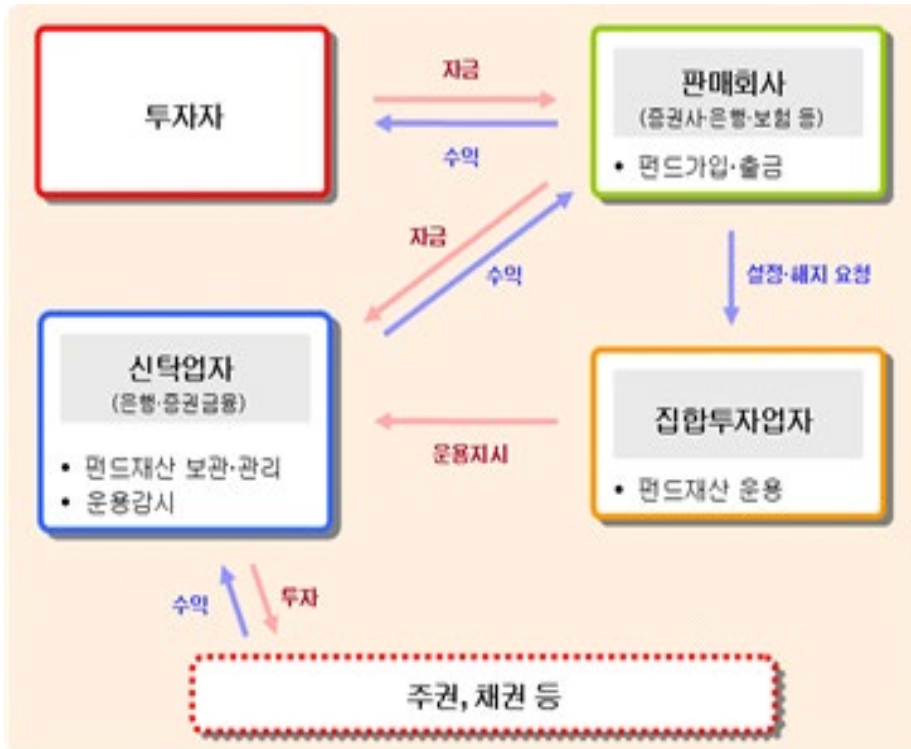 투자자
자금
수익
판매회사
(증권사·은행·보험 등)
• 펀드가입·출금
자금
수익
설정·해지 요청
신탁업자
(은행·증권금융)
• 펀드재산 보관·관리
• 운용감시
운용지시
집합투자업자
• 펀드재산 운용
수익
투자
주권, 채권 등